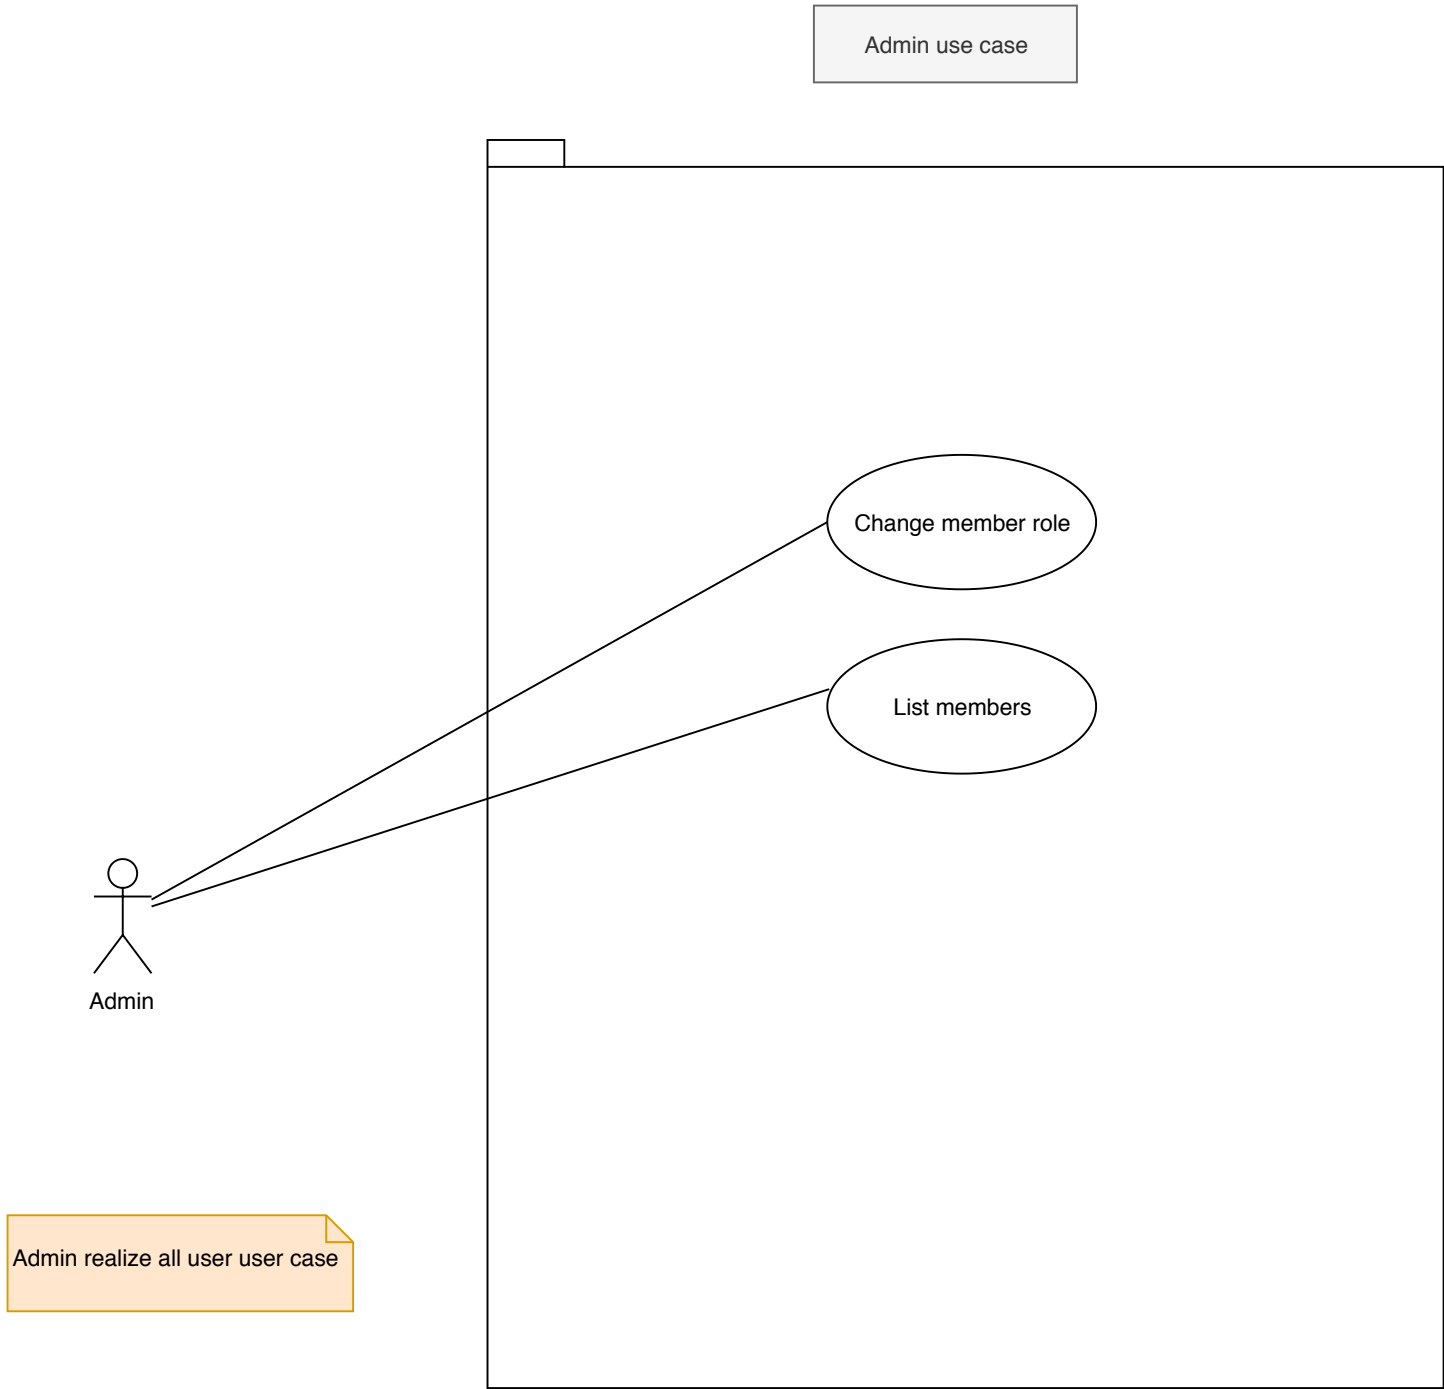 Admin use case
Change member role
List members
Admin
Admin realize all user user case